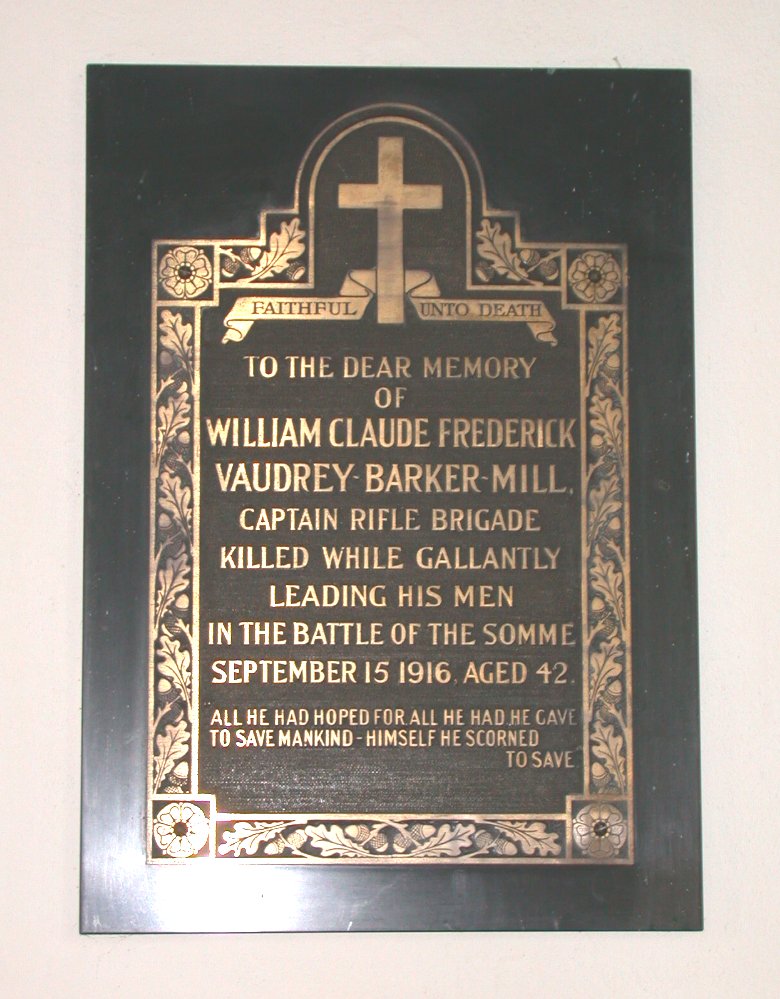 FAITHFUL UNTO DEATH
TO THE DEAR MEMORY
OF
WILLIAM CLAUDE FREDERICK
VAUDREY-BARKER-MILL,
CAPTAIN RIFLE BRIGADE
KILLED WHILE GALLANTLY
LEADING HIS MEN
IN THE BATTLE OF THE SOMME
SEPTEMBER 15 1916, AGED 42.
ALL HE HAD HOPED FOR, ALL HE HAD, HE GAVE
TO SAVE MANKIND - HIMSELF HE SCORNED
TO SAVE.